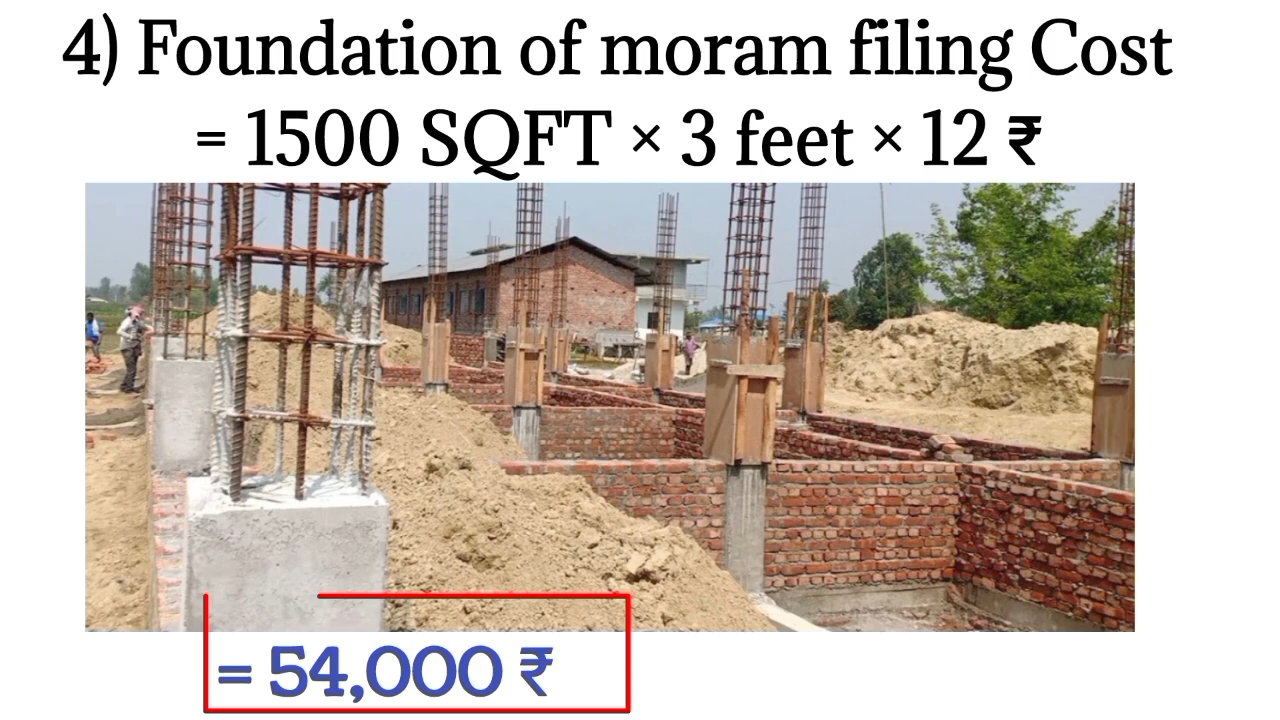 4) Foundation of moram filing Cost
= 1500 SQFT × 3 feet × 12 ₹
= 54,000 ₹